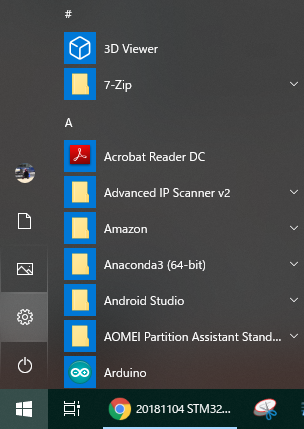 #
3D Viewer
7-Zip
A
Acrobat Reader DC
Advanced IP Scanner v2
Amazon
Anaconda3 (64-bit)
Android Studio
AOMEI Partition Assistant Stand...
Arduino
20181104 STM32...